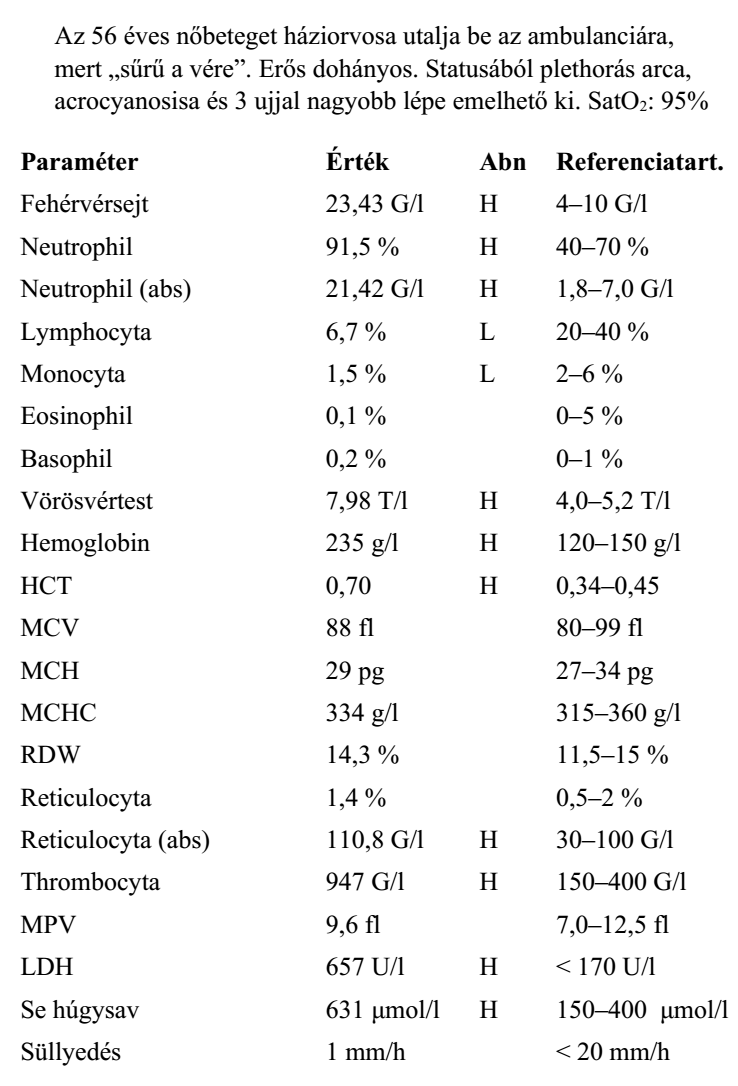 Az 56 éves nőbeteget háziorvosa utalja be az ambulanciára,
mert „sűrű a vére”. Erős dohányos. Statusából plethorás arca,
acrocyanosisa és 3 ujjal nagyobb lépe emelhető ki. SatO₂: 95%
Paraméter Érték Abn Referenciatart.
Fehérvérsejt 23,43 G/l H 4–10 G/l
Neutrophil 91,5 % H 40–70 %
Neutrophil (abs) 21,42 G/l H 1,8–7,0 G/l
Lymphocyta 6,7 % L 20–40 %
Monocyta 1,5 % L 2–6 %
Eosinophil 0,1 % 0–5 %
Basophil 0,2 % 0–1 %
Vörösvértest 7,98 T/l H 4,0–5,2 T/l
Hemoglobin 235 g/l H 120–150 g/l
HCT 0,70 H 0,34–0,45
MCV 88 fl 80–99 fl
MCH 29 pg 27–34 pg
MCHC 334 g/l 315–360 g/l
RDW 14,3 % 11,5–15 %
Reticulocyta 1,4 % 0,5–2 %
Reticulocyta (abs) 110,8 G/l H 30–100 G/l
Thrombocyta 947 G/l H 150–400 G/l
MPV 9,6 fl 7,0–12,5 fl
LDH 657 U/l H < 170 U/l
Se húgysav 631 μmol/l H 150–400 μmol/l
Süllyedés 1 mm/h < 20 mm/h